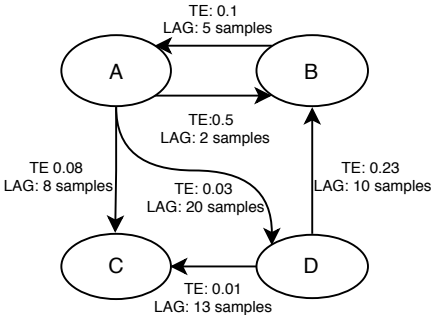 TE: 0.1
LAG: 5 samples
A
B
TE:0.5
LAG: 2 samples
TE 0.08
LAG: 8 samples
TE: 0.03
LAG: 20 samples
TE: 0.23
LAG: 10 samples
C
D
TE: 0.01
LAG: 13 samples